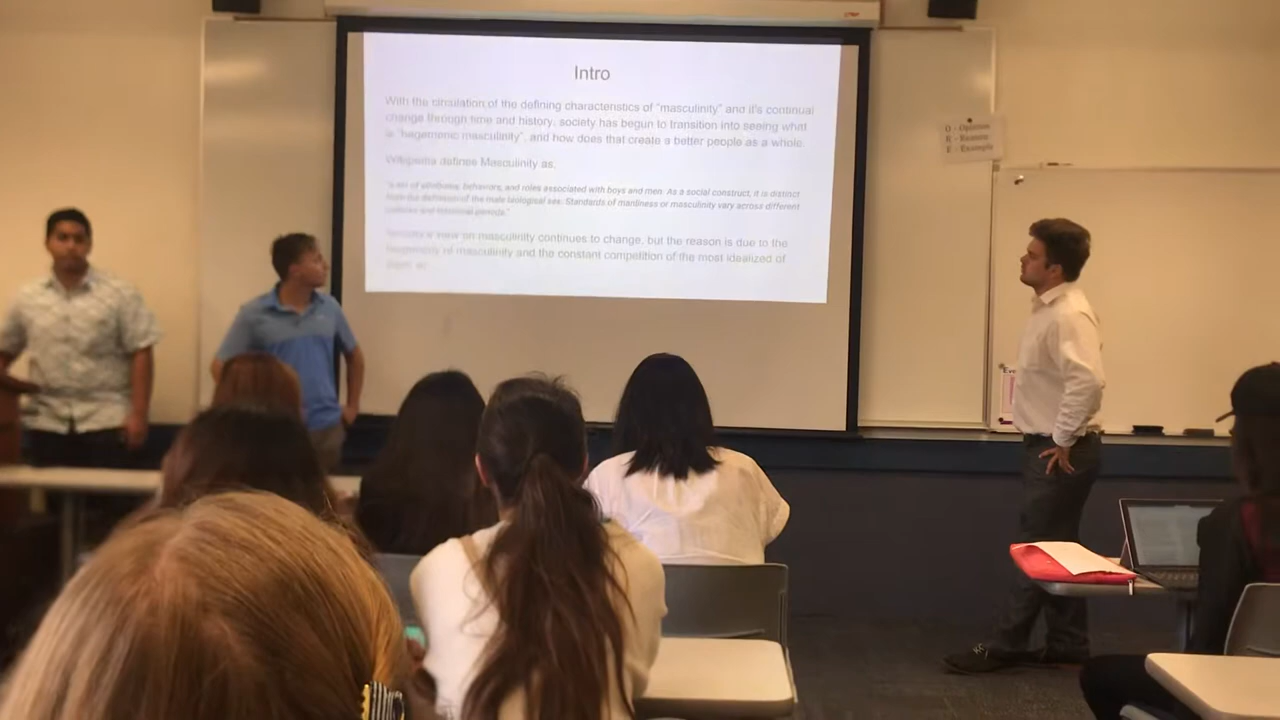 Intro
With the circulation of the defining characteristics of "masculinity" and it's continual
change through time and history, society has begun to transition into seeing what
is "hegemonic masculinity", and how does that create a better people as a whole.
Wikipedia defines Masculinity as:
"a set of attributes, behaviors, and roles associated with boys and men. As a social construct, it is distinct
from the definition of the male biological sex. Standards of manliness or masculinity vary across different
cultures and historical periods."
view on masculinity continues to change, but the reason is due to the
hegemony of masculinity and the constant competition of the most idealized of
O - Opinion
R - Reason
E - Example